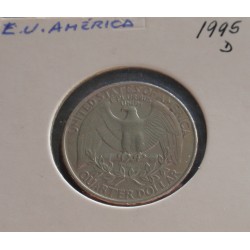 E.U. AMÉRICA 1995
D
UNITED STATES OF AMERICA
QUARTER DOLLAR